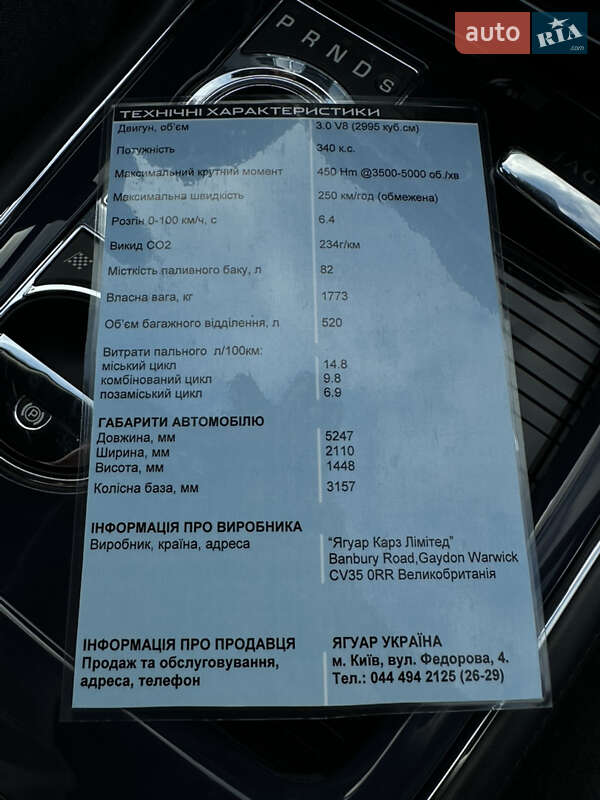 auto RIA .com
P R N D S
JAG
ТЕХНІЧНІ ХАРАКТЕРИСТИКИ
Двигун, об'єм 3.0 V8 (2995 куб.см)
Потужність 340 к.с.
Максимальний крутний момент 450 Нm @3500-5000 об./хв
Максимальна швидкість 250 км/год (обмежена)
Розгін 0-100 км/ч, с 6.4
Викид СО2 234г/км
Місткість паливного баку, л 82
Власна вага, кг 1773
Об'єм багажного відділення, л 520
Витрати пального л/100км:
міський цикл 14.8
комбінований цикл 9.8
позаміський цикл 6.9
ГАБАРИТИ АВТОМОБІЛЮ
Довжина, мм 5247
Ширина, мм 2110
Висота, мм 1448
Колісна база, мм 3157
ІНФОРМАЦІЯ ПРО ВИРОБНИКА
Виробник, країна, адреса "Ягуар Карз Лімітед"
Banbury Road,Gaydon Warwick
CV35 0RR Великобританія
ІНФОРМАЦІЯ ПРО ПРОДАВЦЯ ЯГУАР УКРАЇНА
Продаж та обслуговування, м. Київ, вул. Федорова, 4.
адреса, телефон Тел.: 044 494 2125 (26-29)